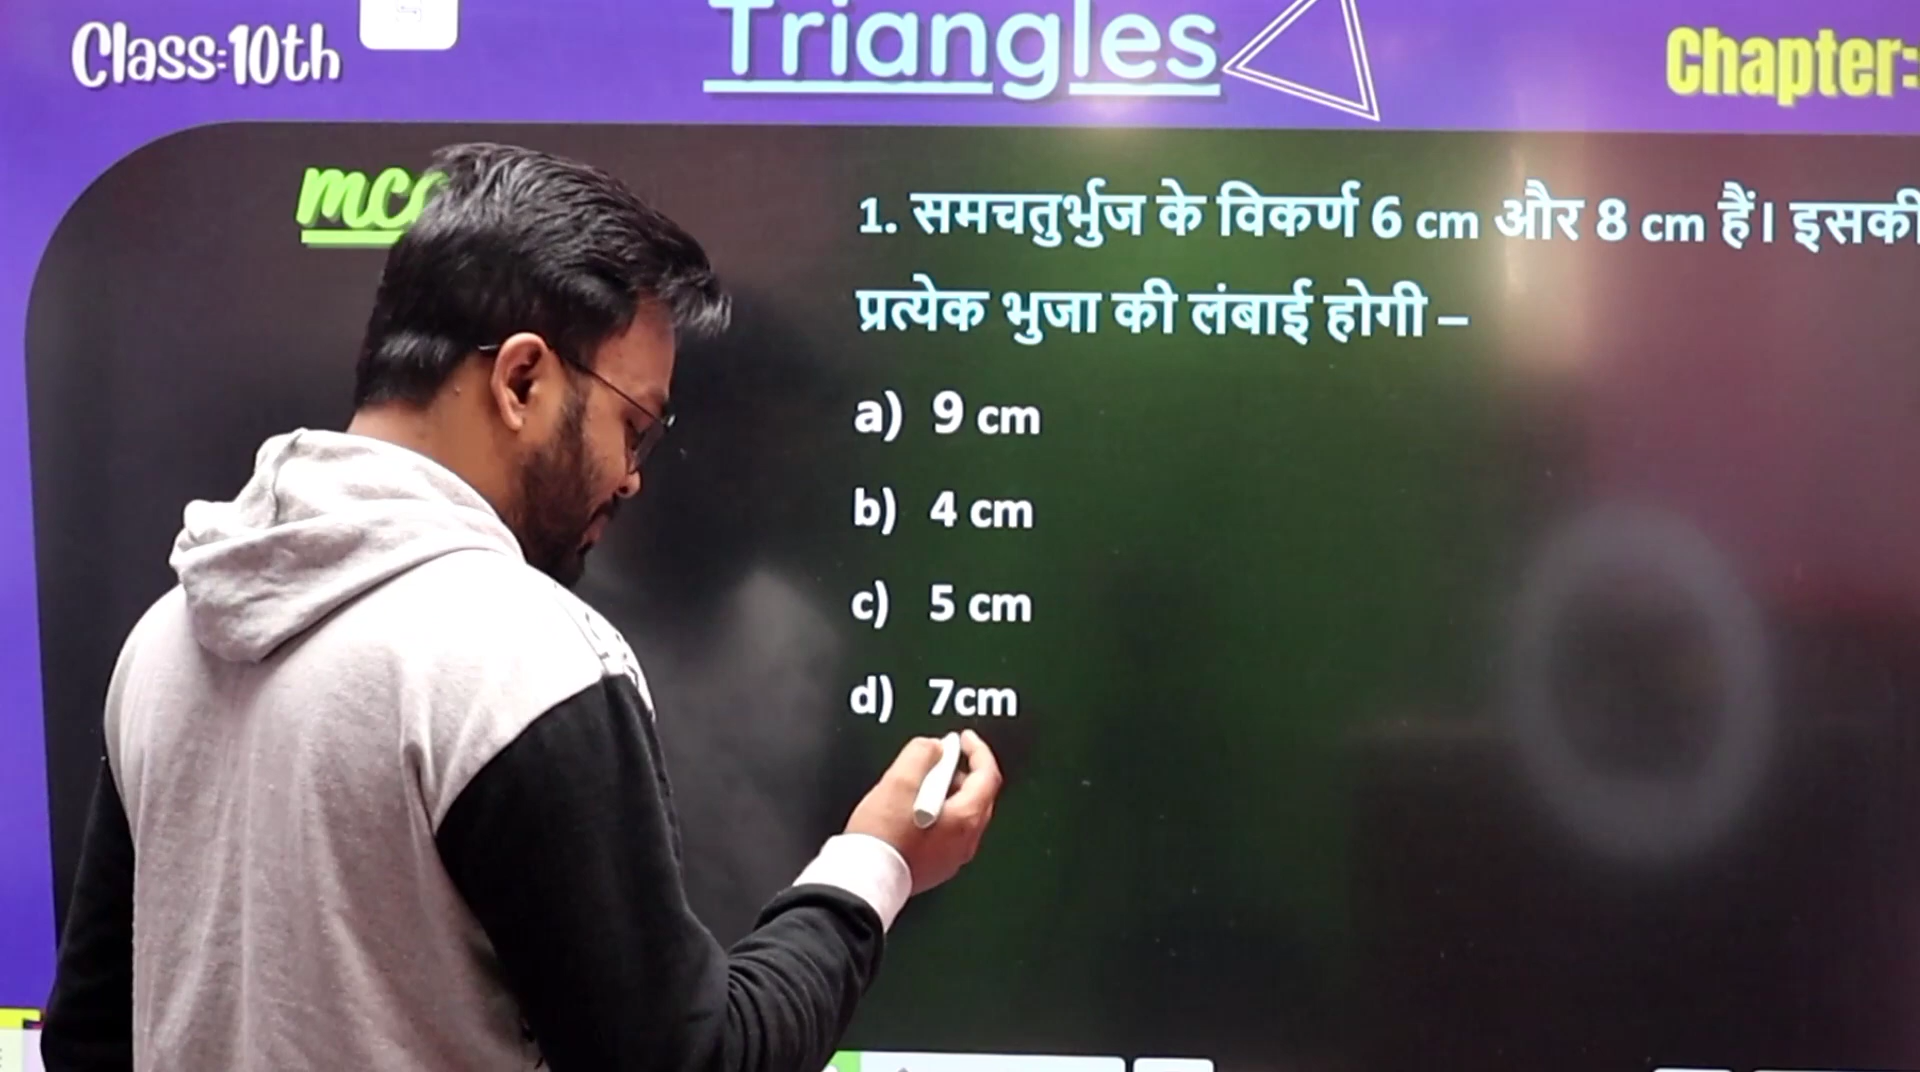 Class:10th
Triangles
Chapter:
1. समचतुर्भुज के विकर्ण 6 cm और 8 cm हैं। इसकी
प्रत्येक भुजा की लंबाई होगी –
a) 9 cm
b) 4 cm
c) 5 cm
d) 7cm